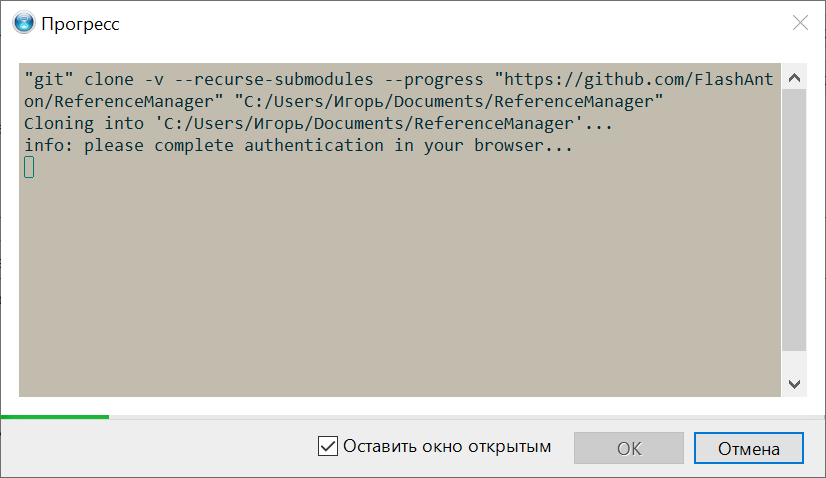 Прогресс
"git" clone -v --recurse-submodules --progress "https://github.com/FlashAnt
on/ReferenceManager" "C:/Users/Игорь/Documents/ReferenceManager"
Cloning into 'C:/Users/Игорь/Documents/ReferenceManager'...
info: please complete authentication in your browser...
Оставить окно открытым
OK
Отмена